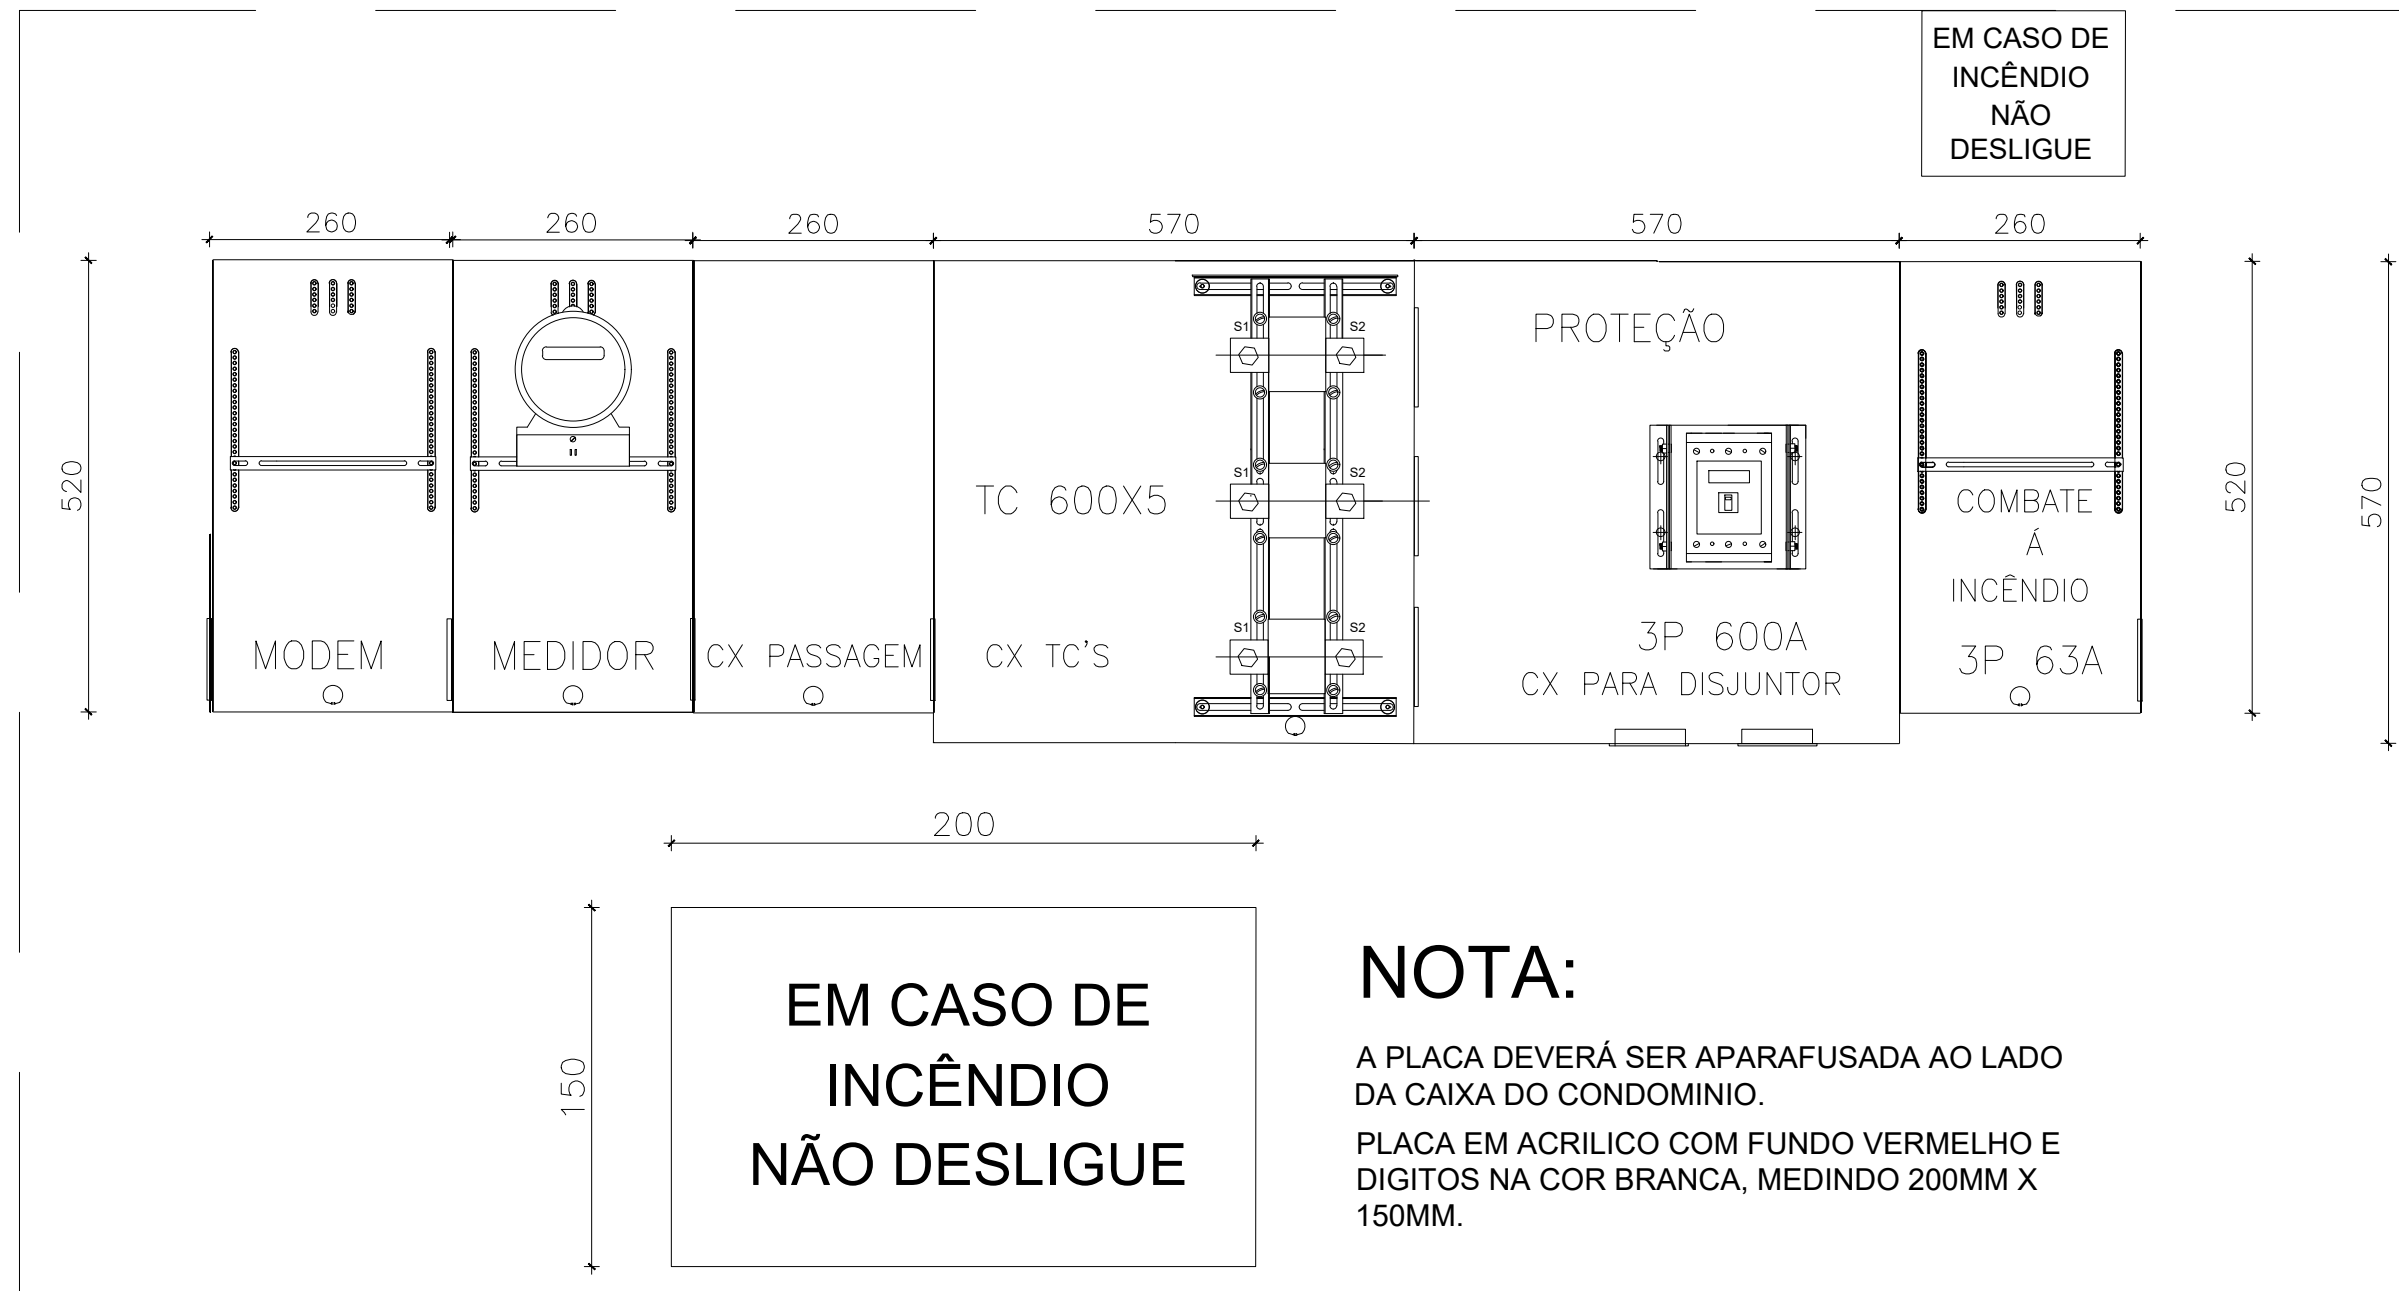 EM CASO DE
INCÊNDIO
NÃO
DESLIGUE
260 260 260 570 570 260
520
520
570
S1 S2
S1 S2
S1 S2
PROTEÇÃO
TC 600X5
COMBATE
Á
INCÊNDIO
3P 600A
3P 63A
MODEM
MEDIDOR
CX PASSAGEM
CX TC'S
CX PARA DISJUNTOR
200
150
EM CASO DE
INCÊNDIO
NÃO DESLIGUE
NOTA:
A PLACA DEVERÁ SER APARAFUSADA AO LADO
DA CAIXA DO CONDOMINIO.
PLACA EM ACRILICO COM FUNDO VERMELHO E
DIGITOS NA COR BRANCA, MEDINDO 200MM X
150MM.